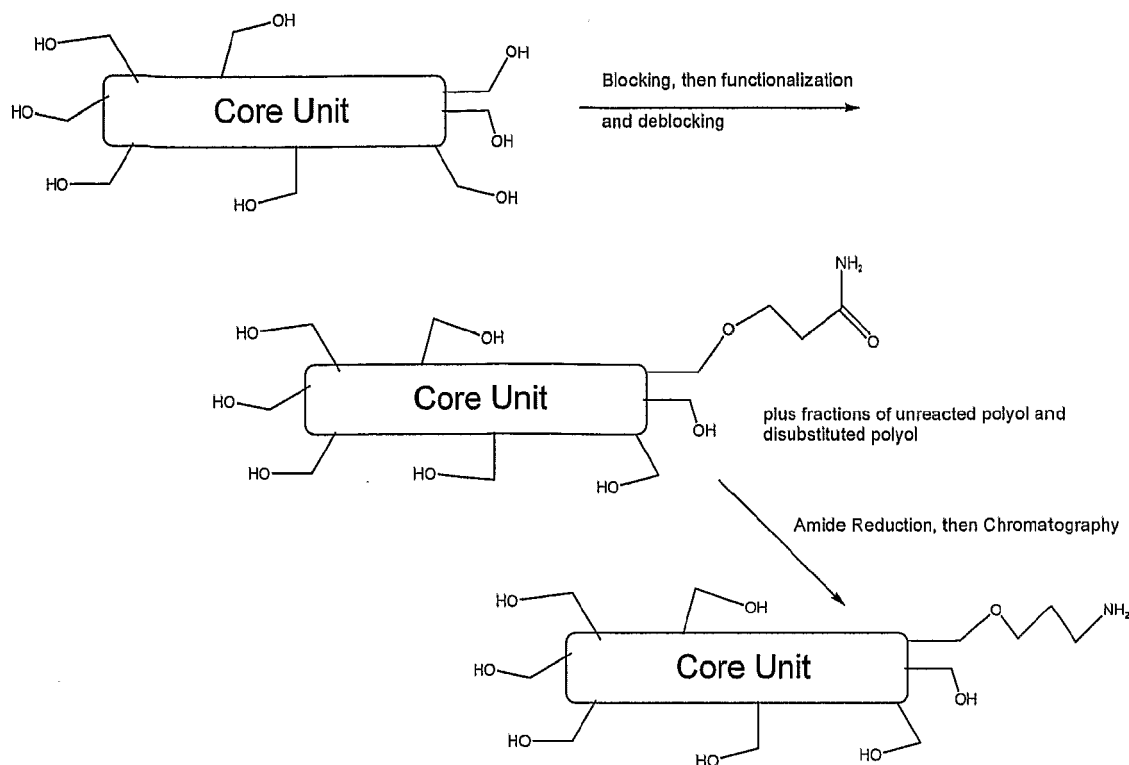 OH
HO
OH
HO
Core Unit
OH
HO
HO
OH
Blocking, then functionalization
and deblocking
NH2
O
O
HO
OH
HO
Core Unit
OH
HO
HO
HO
plus fractions of unreacted polyol and
disubstituted polyol
Amide Reduction, then Chromatography
HO
OH
O
NH2
HO
Core Unit
OH
HO
HO
HO